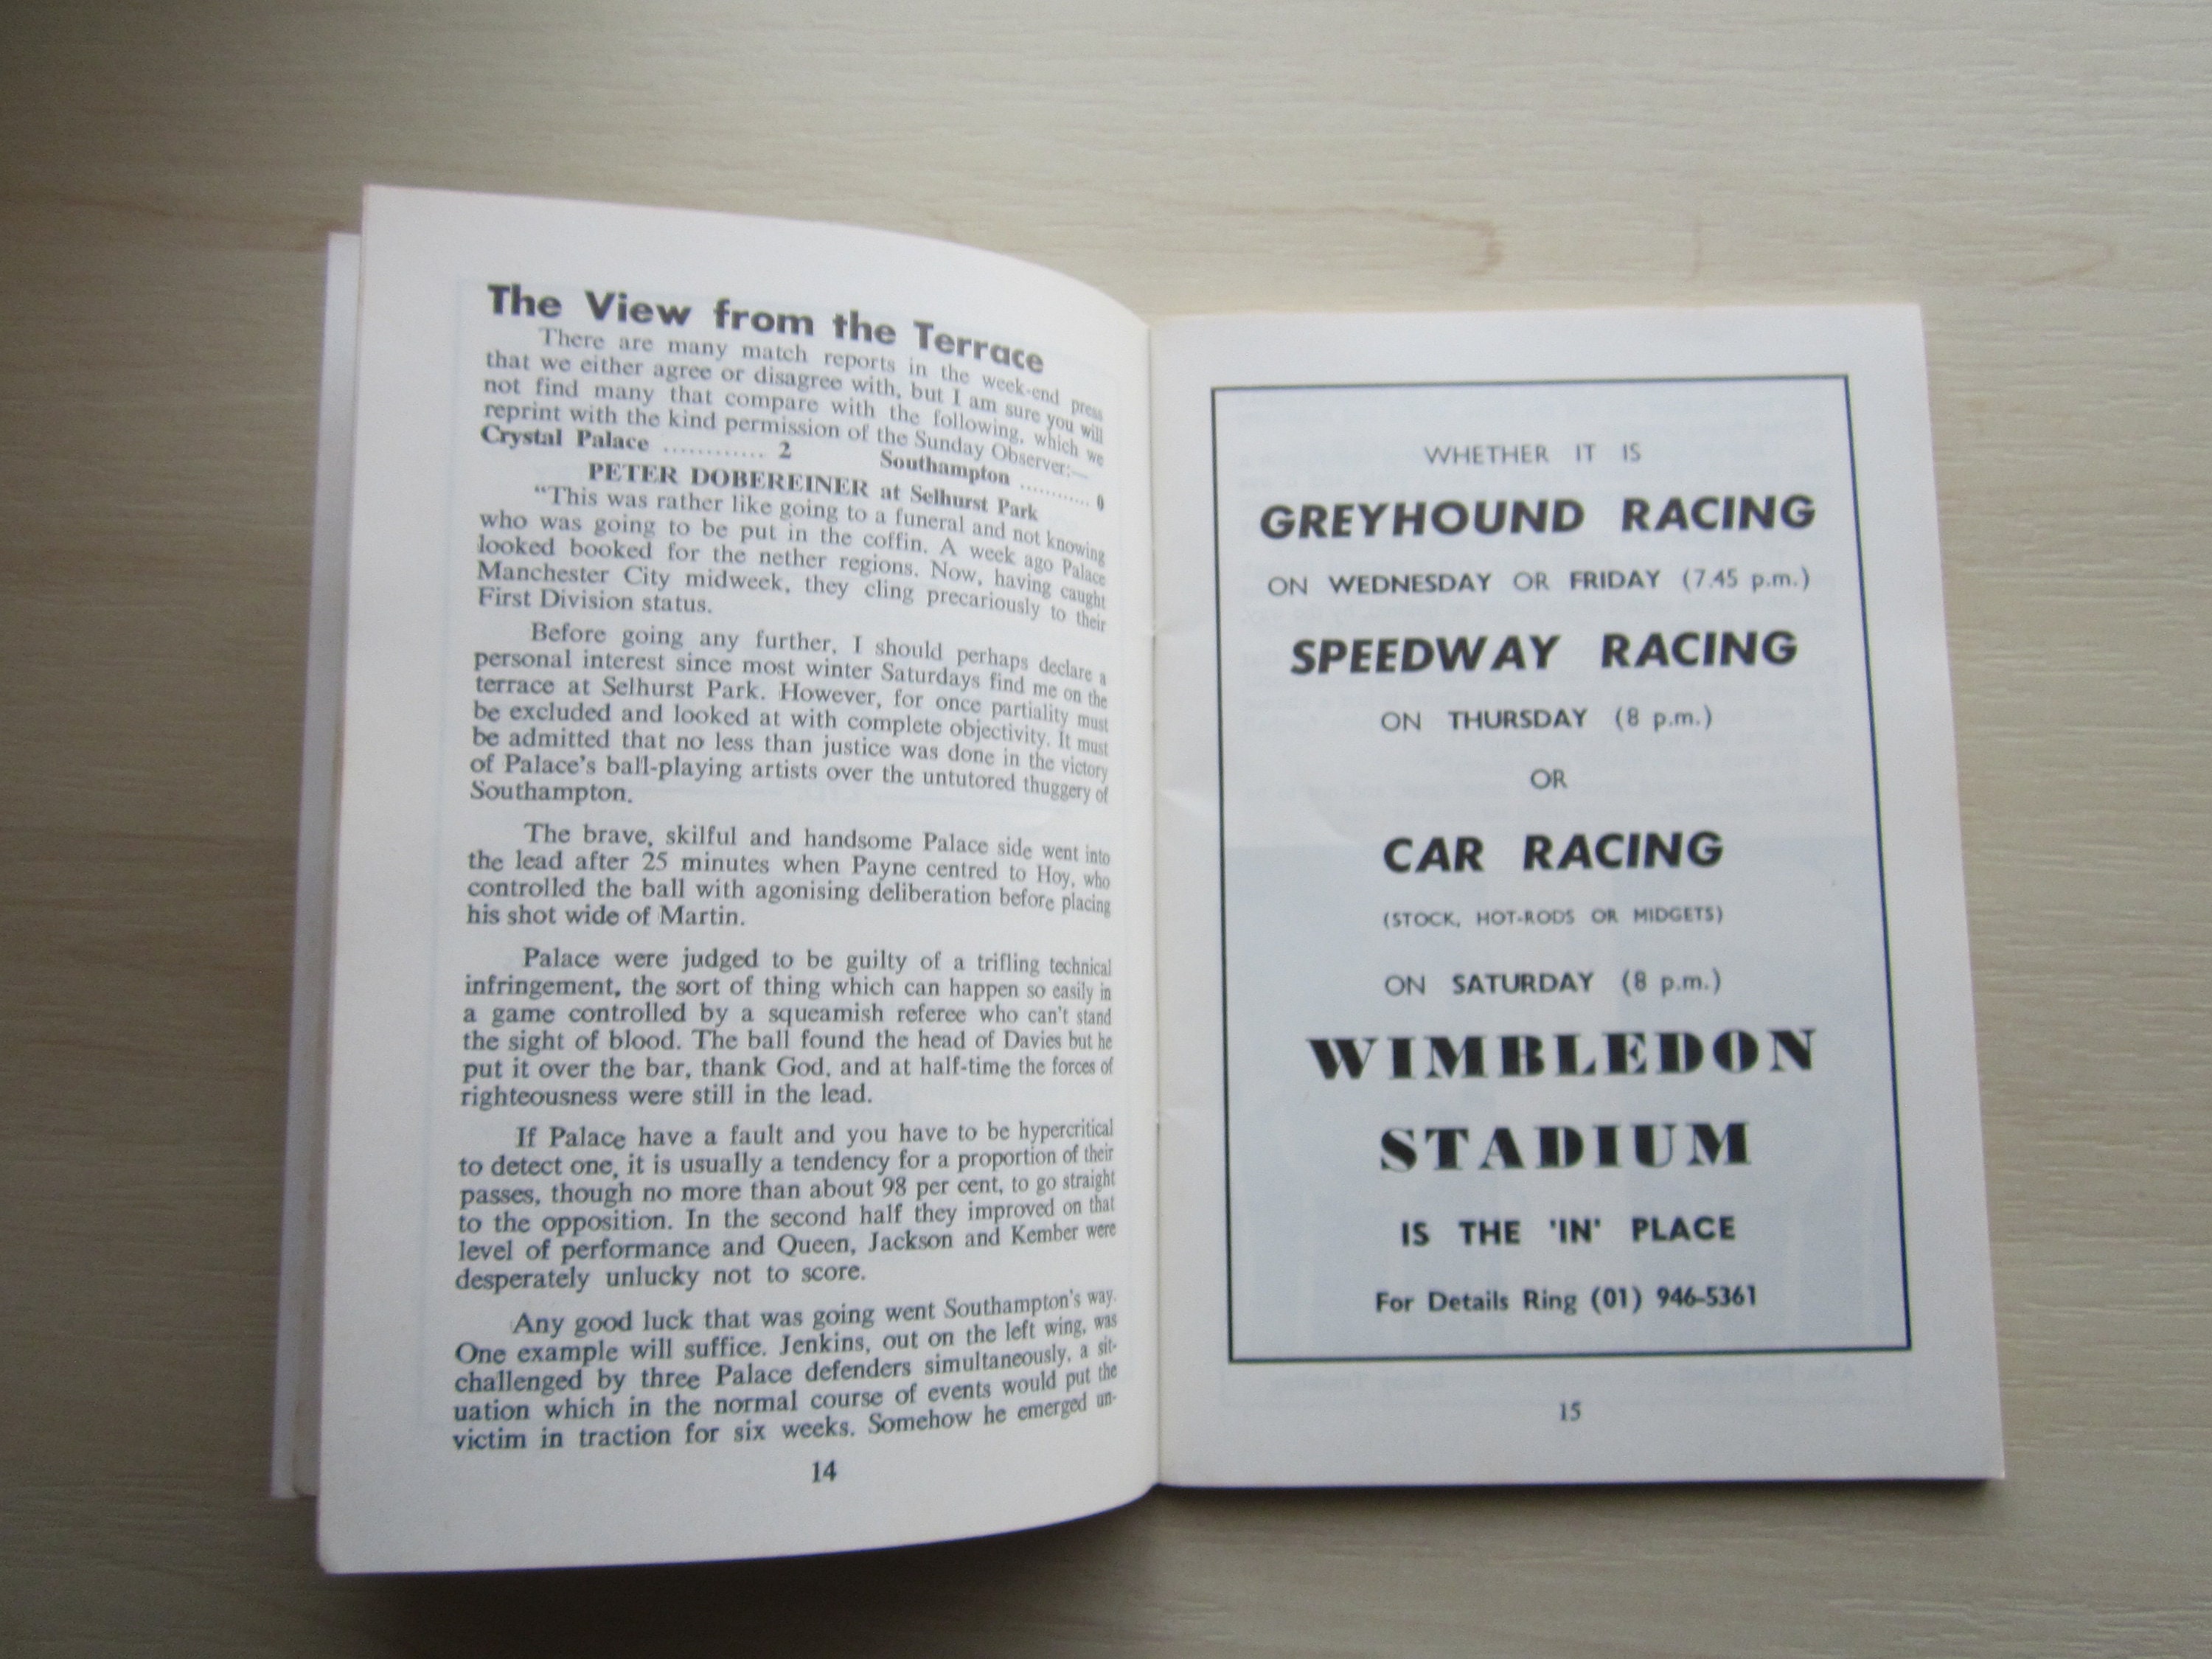 The View from the Terrace
There are many match reports in the week-end press
that we either agree or disagree with, but I am sure you will
not find many that compare with the following, which we
reprint with the kind permission of the Sunday Observer:—
Crystal Palace ............ 2 Southampton ............ 0
PETER DOBEREINER at Selhurst Park
“This was rather like going to a funeral and not knowing
who was going to be put in the coffin. A week ago Palace
looked booked for the nether regions. Now, having caught
Manchester City midweek, they cling precariously to their
First Division status.
Before going any further, I should perhaps declare a
personal interest since most winter Saturdays find me on the
terrace at Selhurst Park. However, for once partiality must
be excluded and looked at with complete objectivity. It must
be admitted that no less than justice was done in the victory
of Palace's ball-playing artists over the untutored thuggery of
Southampton.
The brave, skilful and handsome Palace side went into
the lead after 25 minutes when Payne centred to Hoy, who
controlled the ball with agonising deliberation before placing
his shot wide of Martin.
Palace were judged to be guilty of a trifling technical
infringement, the sort of thing which can happen so easily in
a game controlled by a squeamish referee who can't stand
the sight of blood. The ball found the head of Davies but he
put it over the bar, thank God, and at half-time the forces of
righteousness were still in the lead.
If Palace have a fault and you have to be hypercritical
to detect one, it is usually a tendency for a proportion of their
passes, though no more than about 98 per cent, to go straight
to the opposition. In the second half they improved on that
level of performance and Queen, Jackson and Kember were
desperately unlucky not to score.
Any good luck that was going went Southampton's way.
One example will suffice. Jenkins, out on the left wing, was
challenged by three Palace defenders simultaneously, a sit-
uation which in the normal course of events would put the
victim in traction for six weeks. Somehow he emerged un-
14
WHETHER IT IS
GREYHOUND RACING
ON WEDNESDAY OR FRIDAY (7.45 p.m.)
SPEEDWAY RACING
ON THURSDAY (8 p.m.)
OR
CAR RACING
(STOCK, HOT-RODS OR MIDGETS)
ON SATURDAY (8 p.m.)
WIMBLEDON
STADIUM
IS THE 'IN' PLACE
For Details Ring (01) 946-5361
15